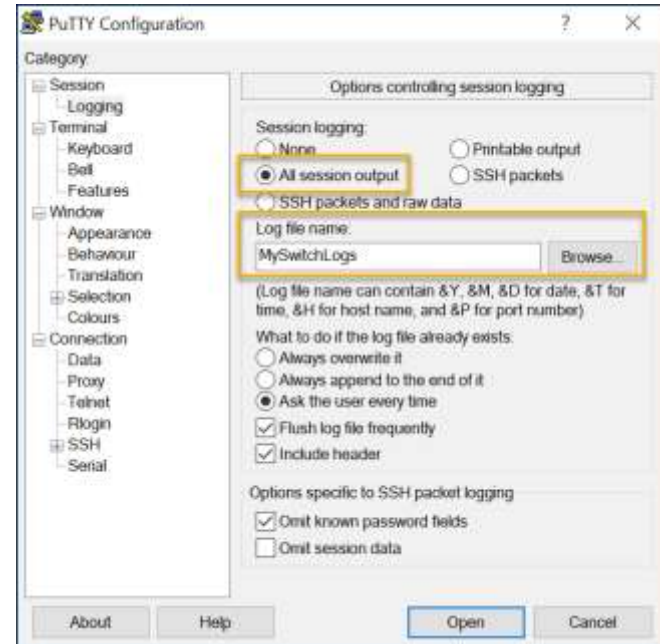 PuTTY Configuration
Category:
Session
Logging
Terminal
Keyboard
Bell
Features
Window
Appearance
Behaviour
Translation
Selection
Colours
Connection
Data
Proxy
Telnet
Rlogin
SSH
Serial
Options controlling session logging
Session logging:
None
Printable output
All session output
SSH packets
SSH packets and raw data
Log file name:
MySwitchLogs
Browse...
(Log file name can contain &Y, &M, &D for date, &T for
time, &H for host name, and &P for port number)
What to do if the log file already exists:
Always overwrite it
Always append to the end of it
Ask the user every time
Flush log file frequently
Include header
Options specific to SSH packet logging
Omit known password fields
Omit session data
About
Help
Open
Cancel